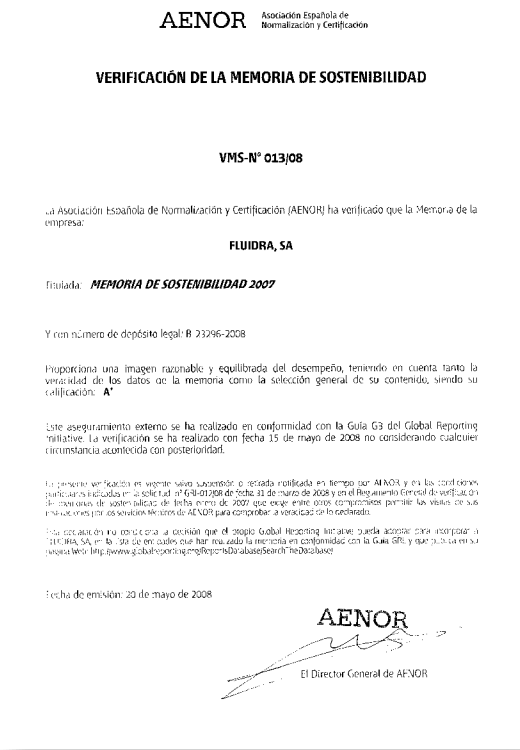 AENOR Asociación Española de
Normalización y Certificación
VERIFICACIÓN DE LA MEMORIA DE SOSTENIBILIDAD
VMS-Nº 013/08
La Asociación Española de Normalización y Certificación (AENOR) ha verificado que la Memoria de la
empresa:
FLUIDRA, SA
Titulada: MEMORIA DE SOSTENIBILIDAD 2007
Y con número de depósito legal: B-23296-2008
Proporciona una imagen razonable y equilibrada del desempeño, teniendo en cuenta tanto la
veracidad de los datos de la memoria como la selección general de su contenido, siendo su
calificación: A+
Este aseguramiento externo se ha realizado en conformidad con la Guía G3 del Global Reporting
Initiative. La verificación se ha realizado con fecha 15 de mayo de 2008 no considerando cualquier
circunstancia acontecida con posterioridad.
La presente verificación es vigente salvo suspensión o retirada notificada en tiempo por AENOR y en las condiciones
particulares indicadas en la solicitud nº GRI-012/08 de fecha 31 de marzo de 2008 y en el Reglamento General de verificación
de memorias de sostenibilidad de fecha enero de 2007 que exige entre otros compromisos permitir las visitas de sus
instalaciones por los servicios técnicos de AENOR para comprobar la veracidad de lo declarado.
Esta declaración no condiciona la decisión que el propio Global Reporting Initiative pueda adoptar para incorporar a
FLUIDRA, SA, en la lista de entidades que han realizado la memoria en conformidad con la Guía GRI, y que publica en su
página Web: http://www.globalreporting.org/ReportsDatabase/SearchTheDatabase/
Fecha de emisión: 20 de mayo de 2008
AENOR
El Director General de AENOR